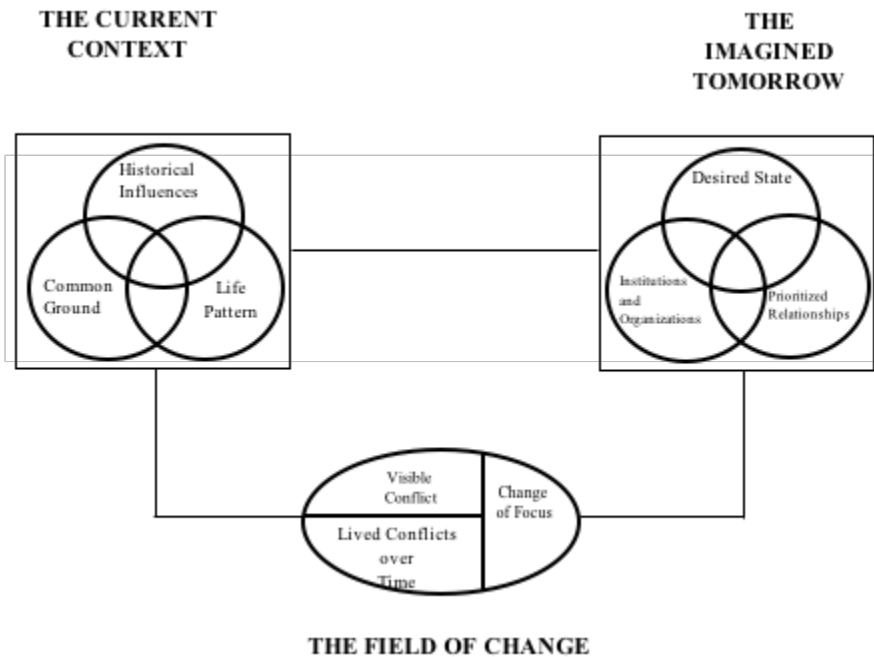 THE CURRENT
CONTEXT
THE
IMAGINED
TOMORROW
Historical
Influences
Common
Ground
Life
Pattern
Desired State
Institutions
and
Organizations
Prioritized
Relationships
Visible
Conflict
Change
of Focus
Lived Conflicts
over
Time
THE FIELD OF CHANGE